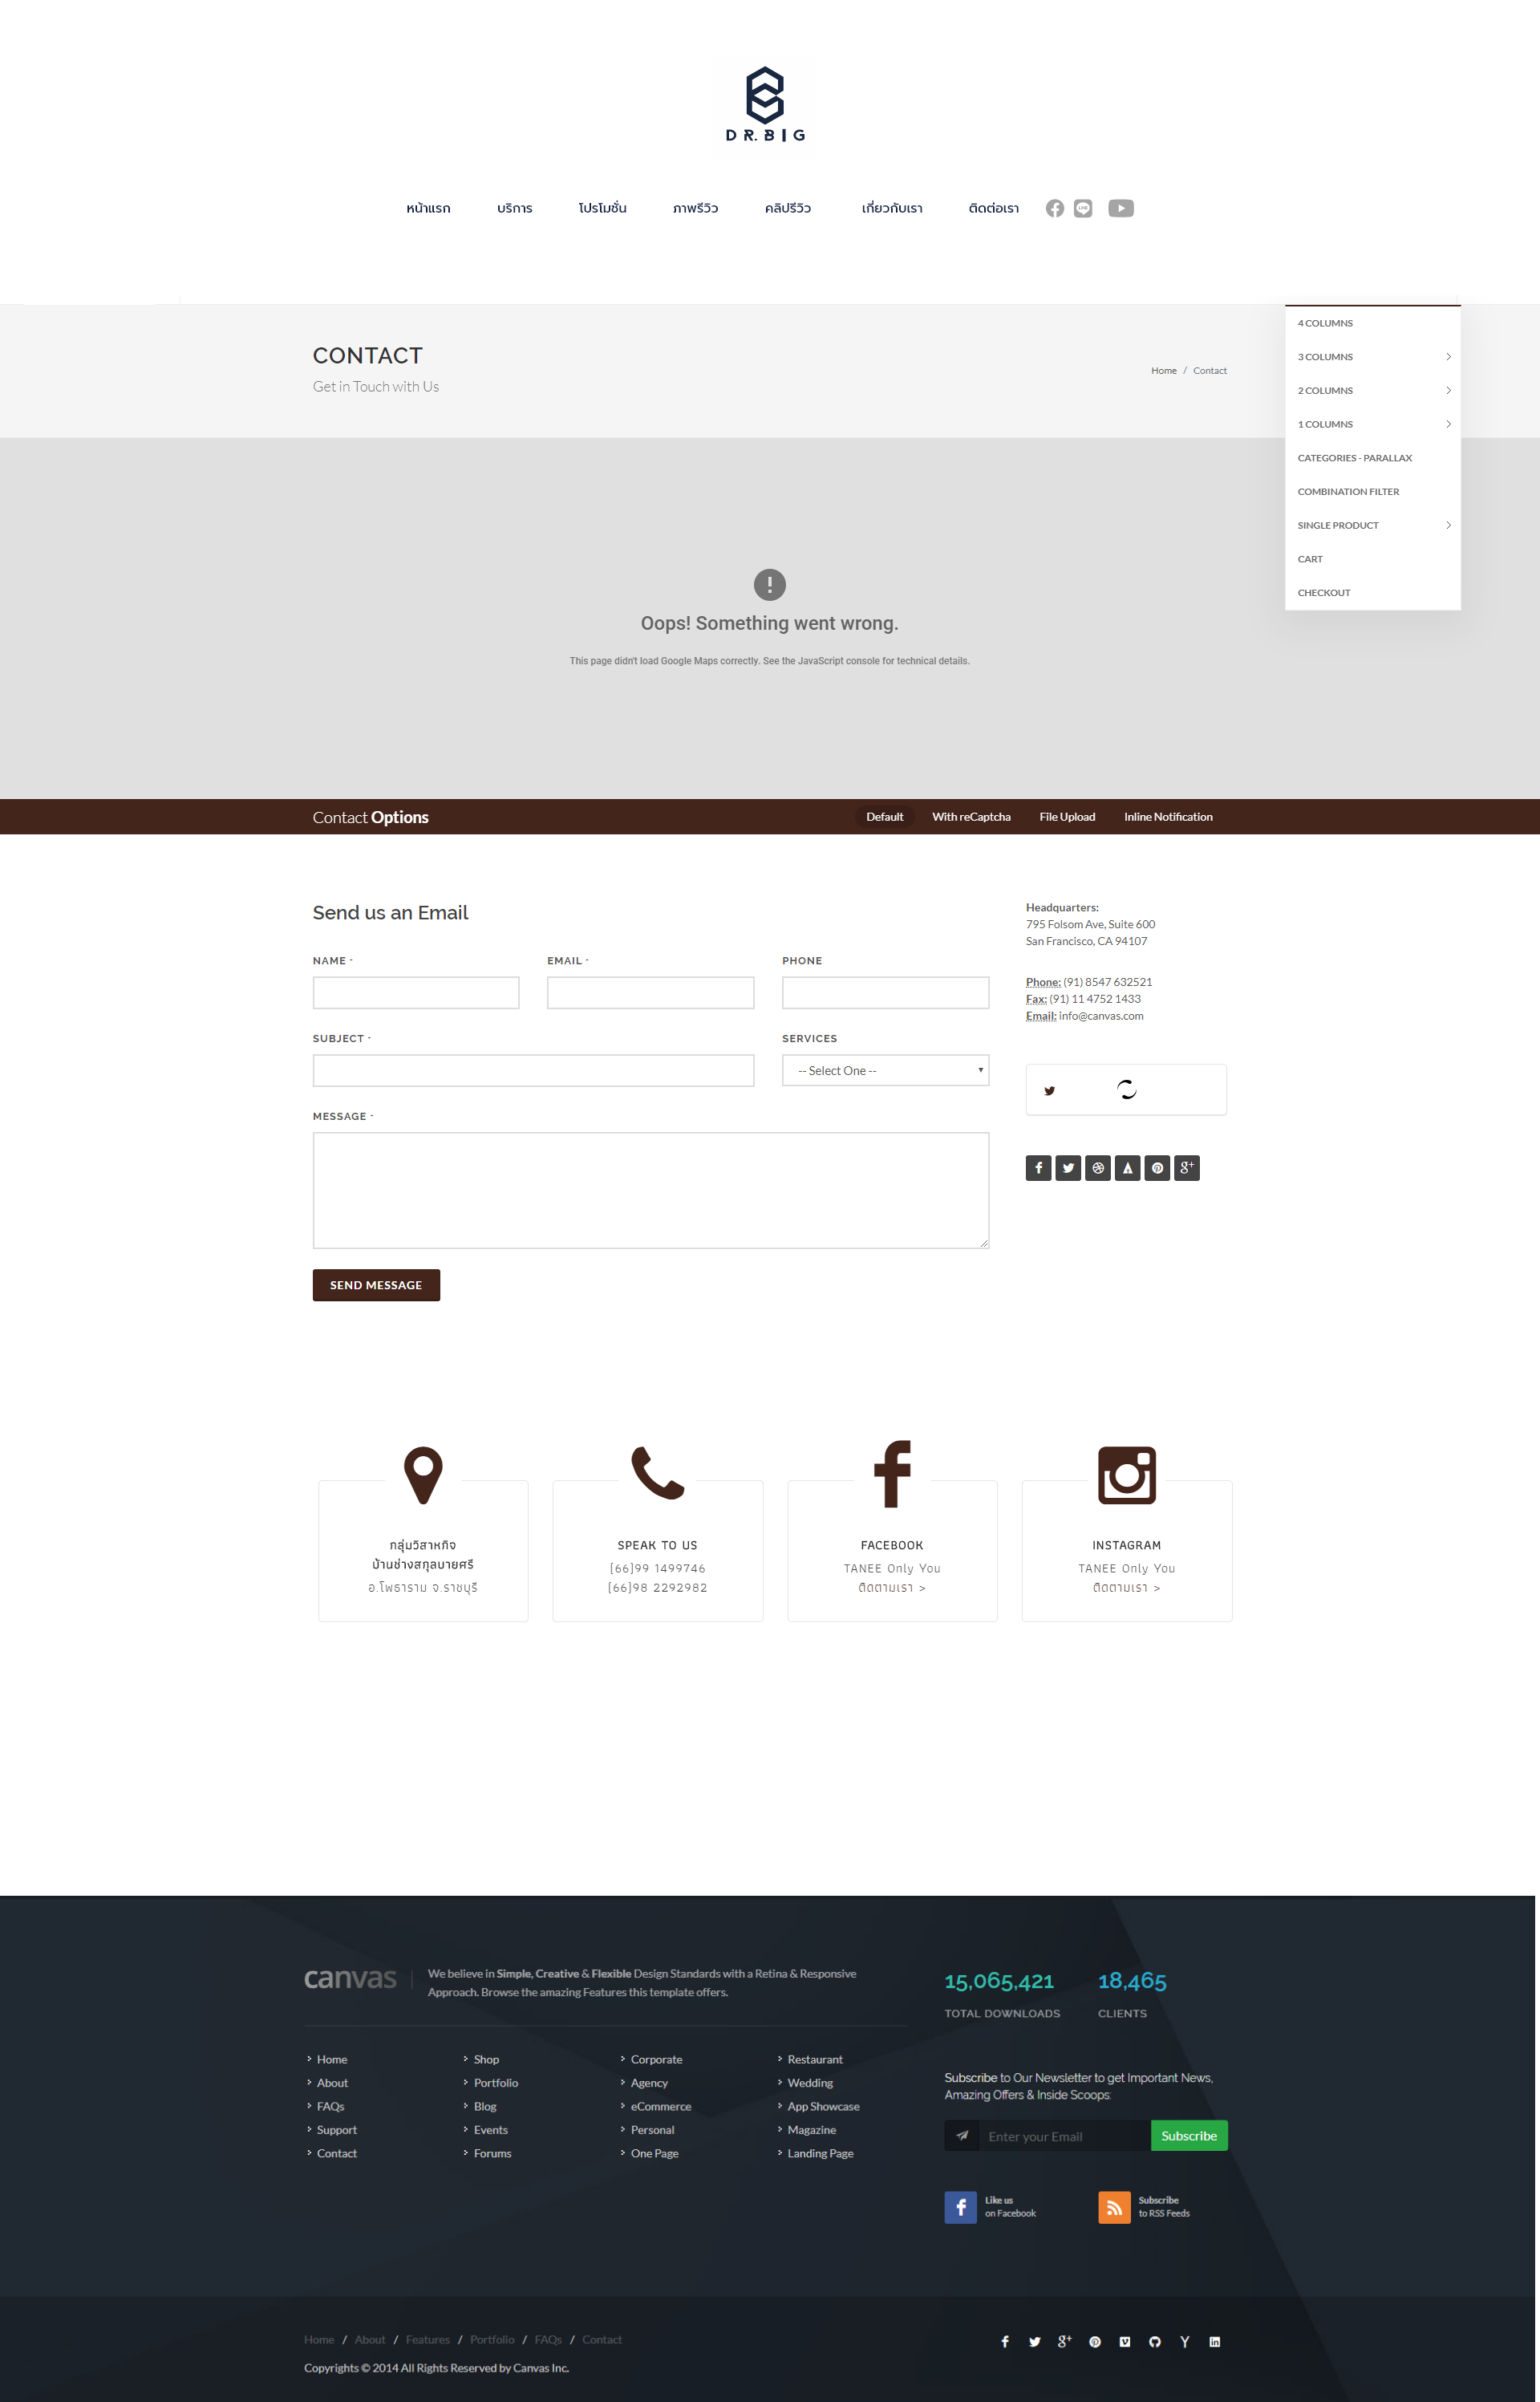 DR. BIG
หน้าแรก บริการ โปรโมชั่น ภาพรีวิว คลิปรีวิว เกี่ยวกับเรา ติดต่อเรา
CONTACT
Get in Touch with Us
Home / Contact
4 COLUMNS
3 COLUMNS
2 COLUMNS
1 COLUMNS
CATEGORIES - PARALLAX
COMBINATION FILTER
SINGLE PRODUCT
CART
CHECKOUT
Oops! Something went wrong.
This page didn't load Google Maps correctly. See the JavaScript console for technical details.
Contact Options
Default With reCaptcha File Upload Inline Notification
Send us an Email
NAME *
EMAIL *
PHONE
SUBJECT *
SERVICES
-- Select One --
MESSAGE *
SEND MESSAGE
Headquarters:
795 Folsom Ave, Suite 600
San Francisco, CA 94107
Phone: (91) 8547 632521
Fax: (91) 11 4752 1433
Email: info@canvas.com
กลุ่มวิสาหกิจ
บ้านช่างสกุลบายศรี
อ.โพธาราม จ.ราชบุรี
SPEAK TO US
(66)99 1499746
(66)98 2292982
FACEBOOK
TANEE Only You
ติดตามเรา >
INSTAGRAM
TANEE Only You
ติดตามเรา >
canvas
We believe in Simple, Creative & Flexible Design Standards with a Retina & Responsive
Approach. Browse the amazing Features this template offers.
Home
About
FAQs
Support
Contact
Shop
Portfolio
Blog
Events
Forums
Corporate
Agency
eCommerce
Personal
One Page
Restaurant
Wedding
App Showcase
Magazine
Landing Page
15,065,421
TOTAL DOWNLOADS
18,465
CLIENTS
Subscribe to Our Newsletter to get Important News,
Amazing Offers & Inside Scoops:
Enter your Email
Subscribe
Like us
on Facebook
Subscribe
to RSS Feeds
Home / About / Features / Portfolio / FAQs / Contact
Copyrights © 2014 All Rights Reserved by Canvas Inc.